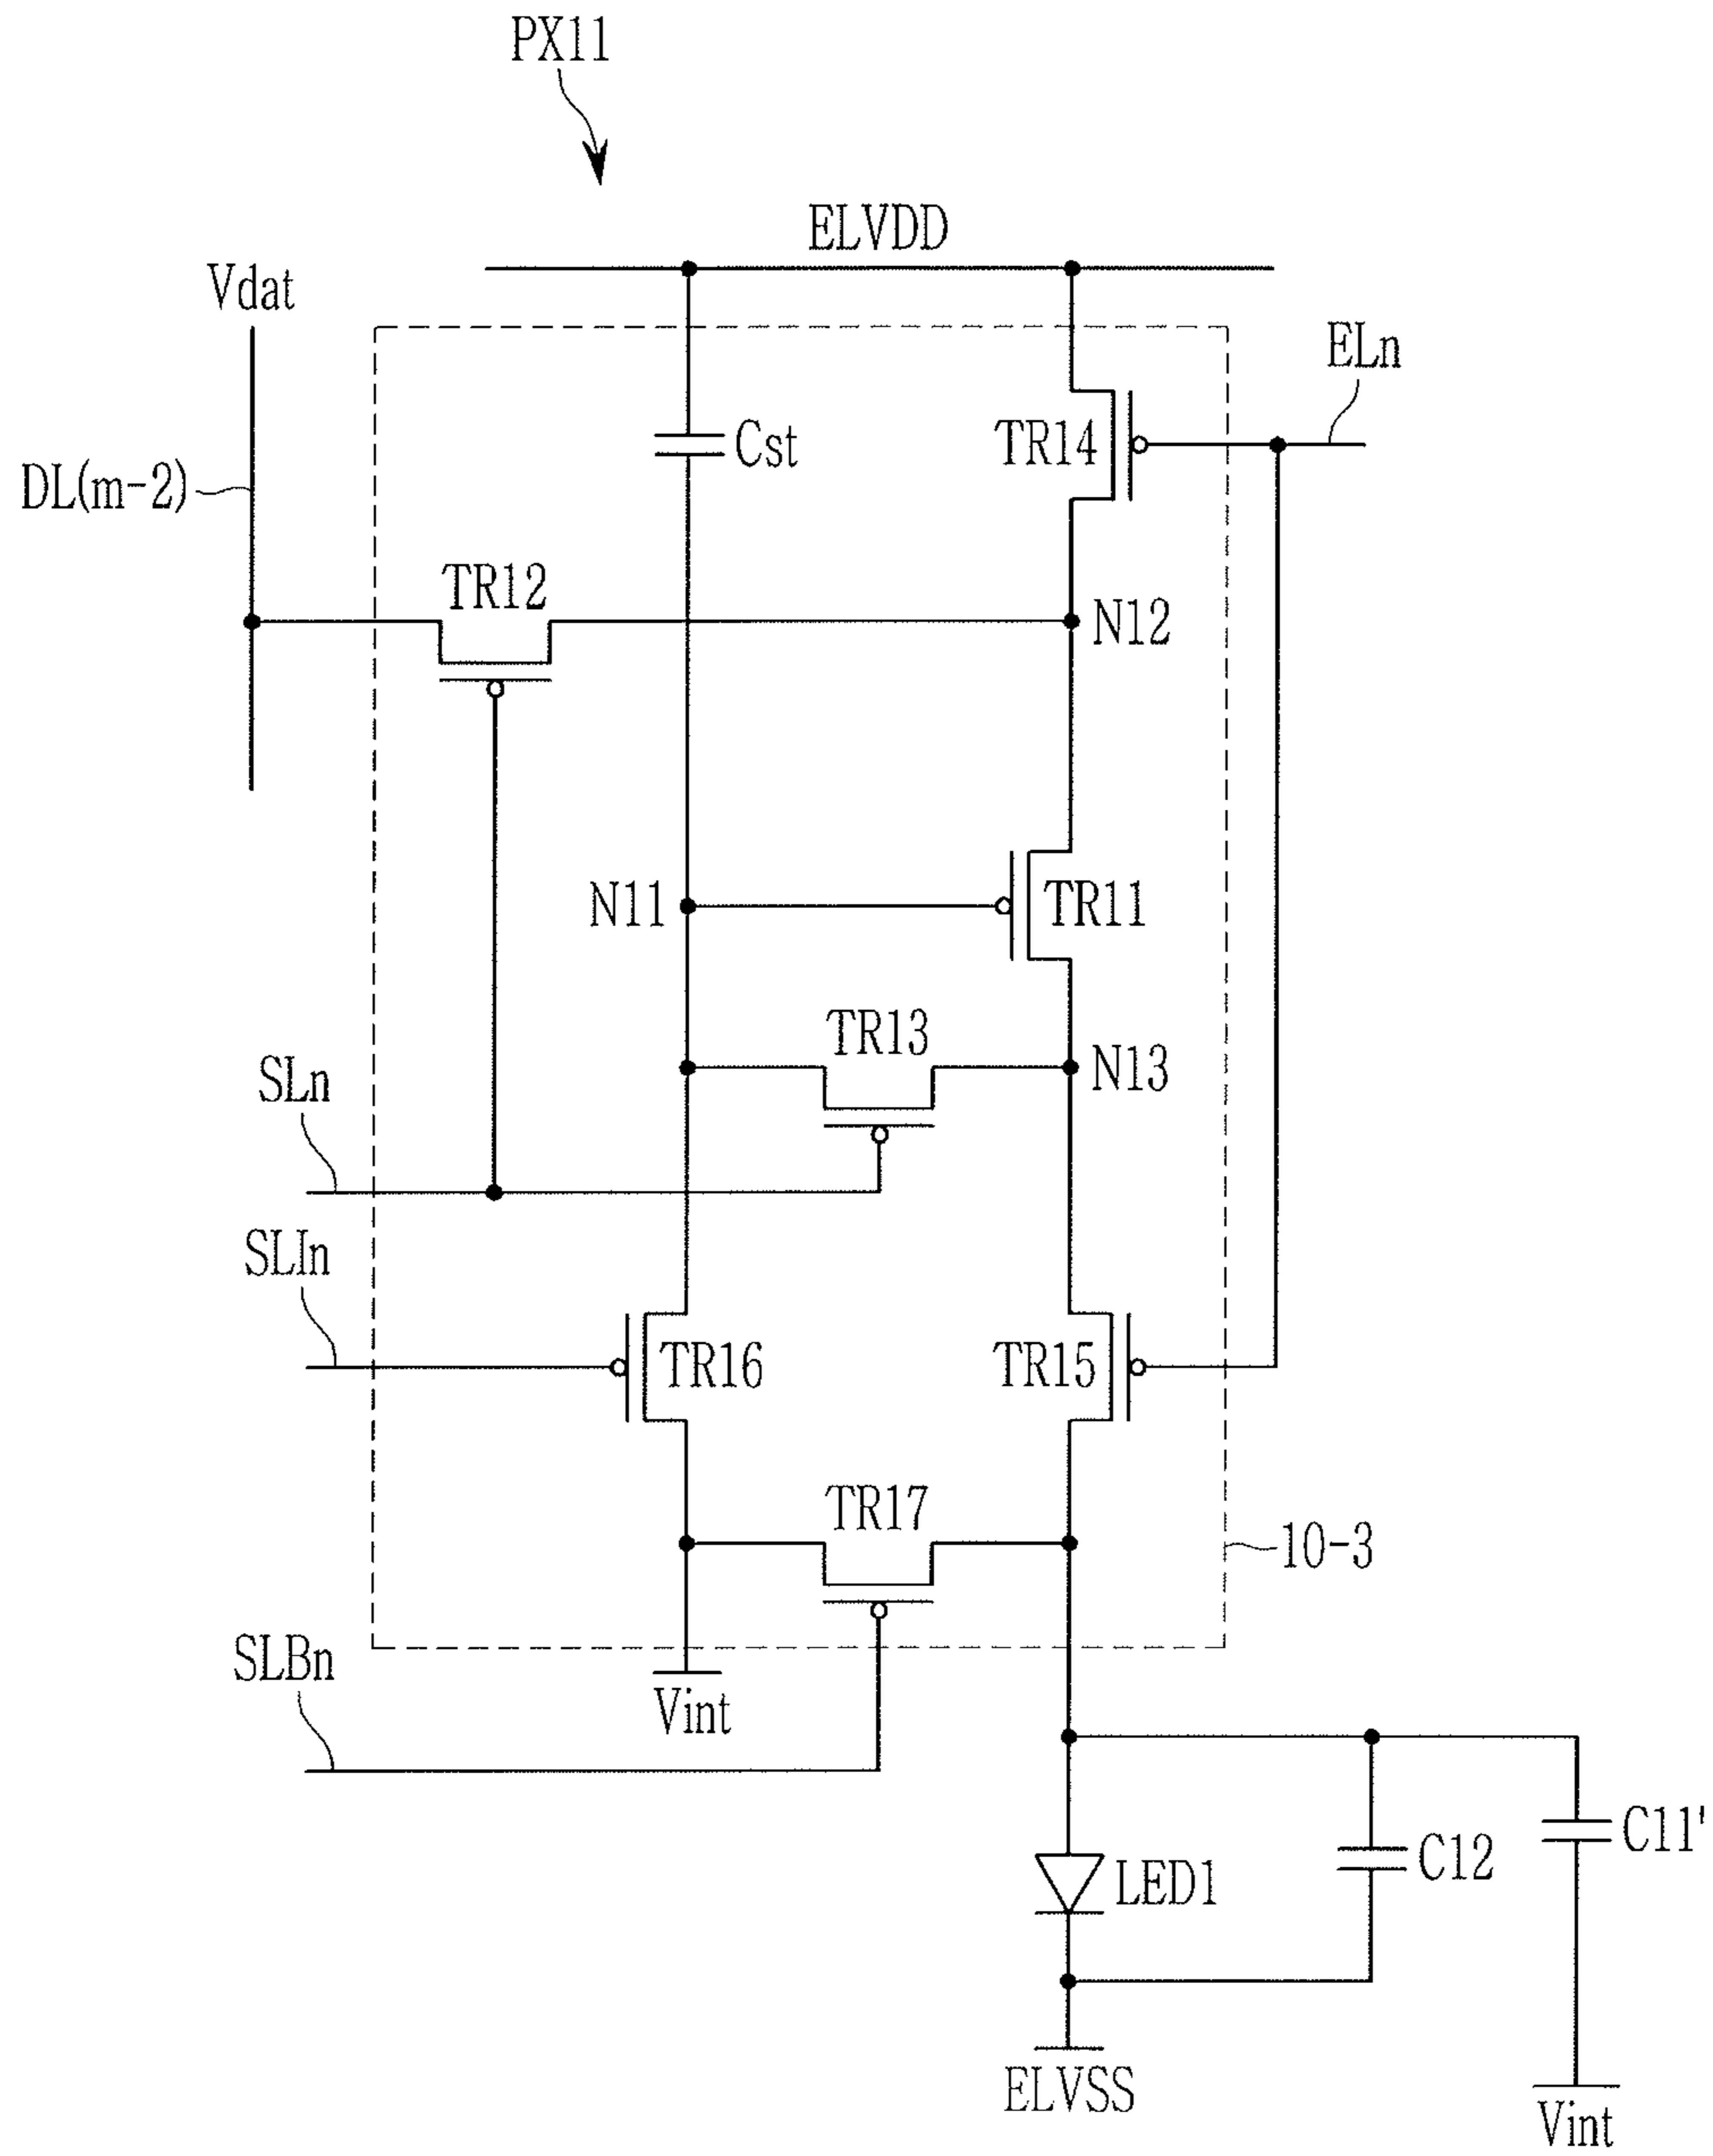 PX11
ELVDD
Vdat
ELn
TR14
Cst
DL(m-2)
TR12
N12
N11
TR11
TR13
N13
SLn
SLIn
TR16
TR15
TR17
10-3
SLBn
Vint
C11'
C12
LED1
ELVSS
Vint